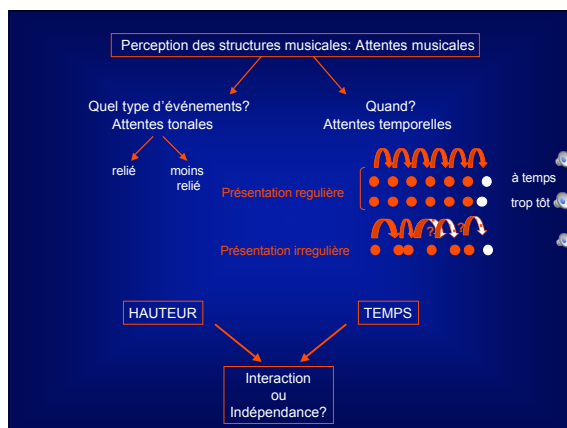 Perception des structures musicales: Attentes musicales
Quel type d’événements?
Attentes tonales
Quand?
Attentes temporelles
relié
moins
relié
Présentation regulière
à temps
trop tôt
Présentation irregulière
? ?
HAUTEUR
TEMPS
Interaction
ou
Indépendance?